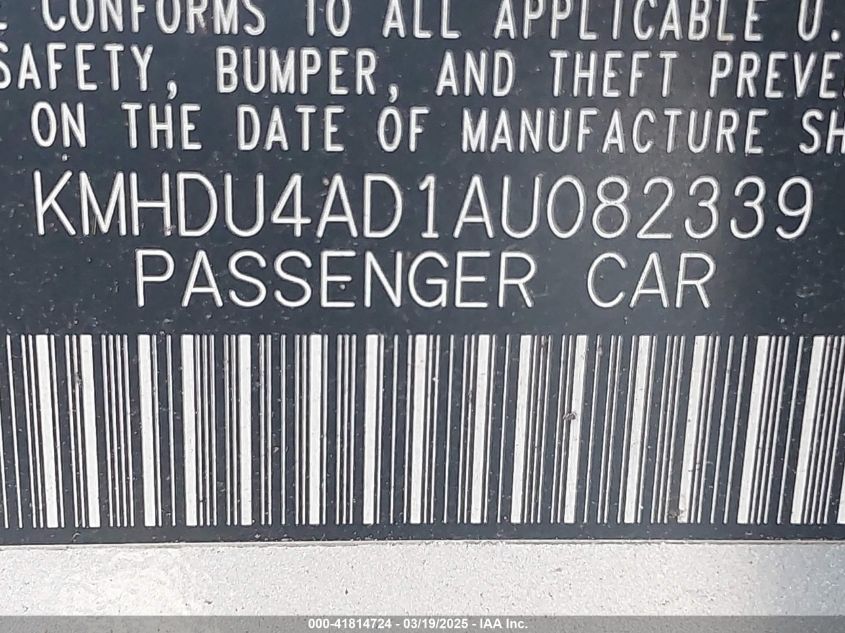 CONFORMS TO ALL APPLICABLE U.
SAFETY, BUMPER, AND THEFT PREVE
ON THE DATE OF MANUFACTURE SH
KMHDU4AD1AU082339
PASSENGER CAR
000-41814724 - 03/19/2025 - IAA Inc.